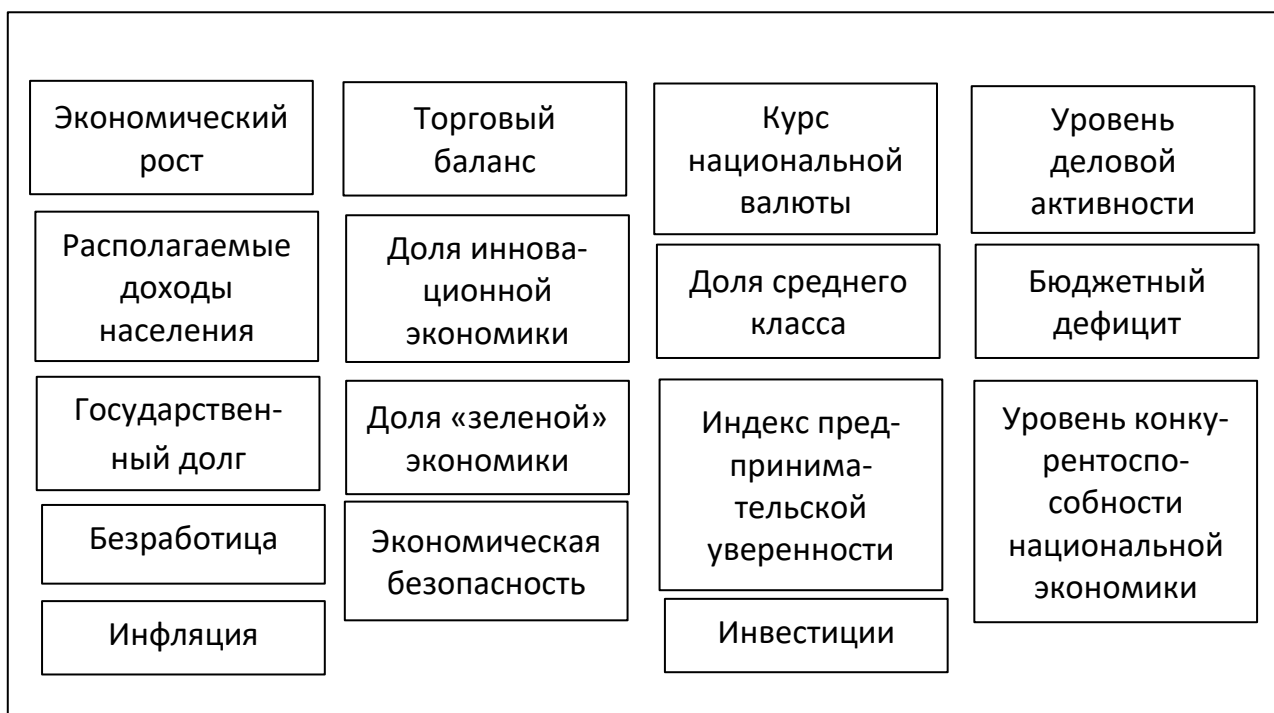 Экономический
рост
Торговый
баланс
Курс
национальной
валюты
Уровень
деловой
активности
Располагаемые
доходы
населения
Доля иннова-
ционной
экономики
Доля среднего
класса
Бюджетный
дефицит
Государствен-
ный долг
Доля «зеленой»
экономики
Индекс пред-
принима-
тельской
уверенности
Уровень конку-
рентоспо-
собности
национальной
экономики
Безработица
Экономическая
безопасность
Инфляция
Инвестиции